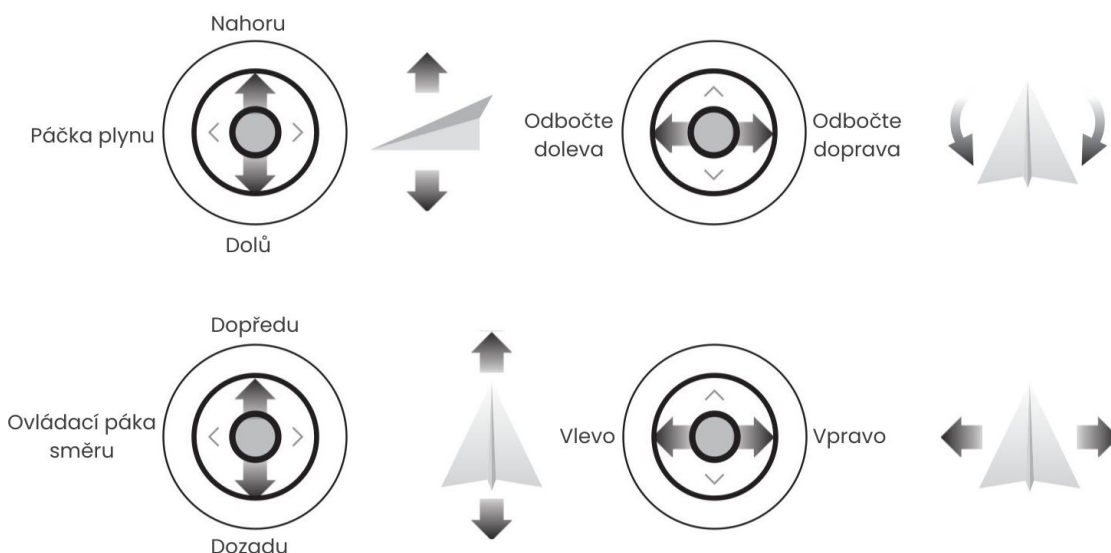 Nahoru
Páčka plynu
Dolů
Odbočte
doleva
Odbočte
doprava
Dopředu
Ovládací páka
směru
Dozadu
Vlevo
Vpravo